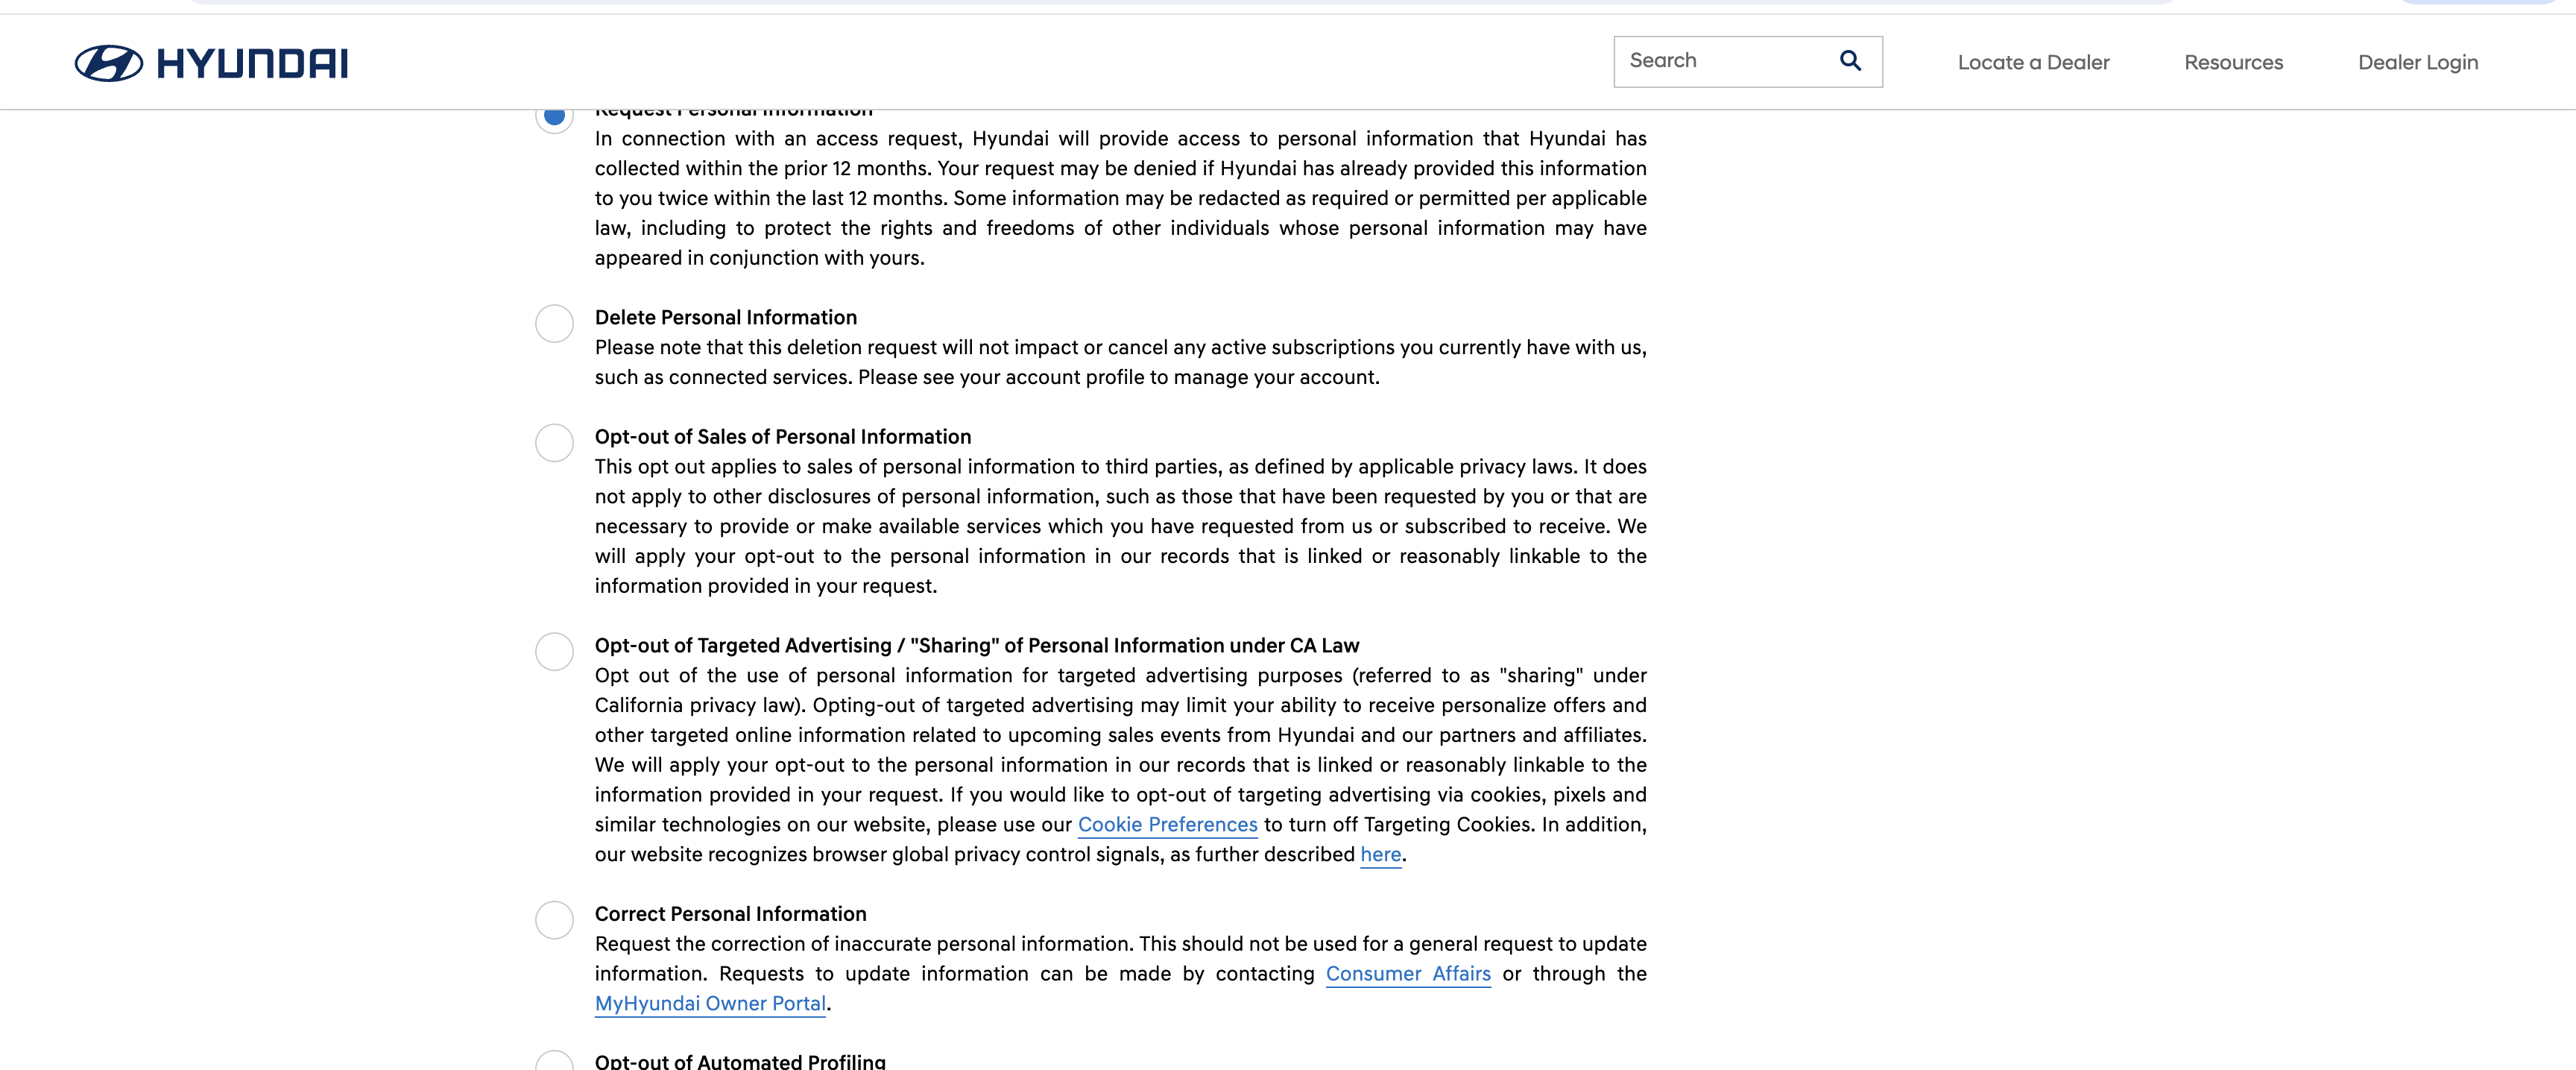 HYUNDAI
Search
Locate a Dealer
Resources
Dealer Login
Request Personal Information
In connection with an access request, Hyundai will provide access to personal information that Hyundai has
collected within the prior 12 months. Your request may be denied if Hyundai has already provided this information
to you twice within the last 12 months. Some information may be redacted as required or permitted per applicable
law, including to protect the rights and freedoms of other individuals whose personal information may have
appeared in conjunction with yours.
Delete Personal Information
Please note that this deletion request will not impact or cancel any active subscriptions you currently have with us,
such as connected services. Please see your account profile to manage your account.
Opt-out of Sales of Personal Information
This opt out applies to sales of personal information to third parties, as defined by applicable privacy laws. It does
not apply to other disclosures of personal information, such as those that have been requested by you or that are
necessary to provide or make available services which you have requested from us or subscribed to receive. We
will apply your opt-out to the personal information in our records that is linked or reasonably linkable to the
information provided in your request.
Opt-out of Targeted Advertising / "Sharing" of Personal Information under CA Law
Opt out of the use of personal information for targeted advertising purposes (referred to as "sharing" under
California privacy law). Opting-out of targeted advertising may limit your ability to receive personalize offers and
other targeted online information related to upcoming sales events from Hyundai and our partners and affiliates.
We will apply your opt-out to the personal information in our records that is linked or reasonably linkable to the
information provided in your request. If you would like to opt-out of targeting advertising via cookies, pixels and
similar technologies on our website, please use our Cookie Preferences to turn off Targeting Cookies. In addition,
our website recognizes browser global privacy control signals, as further described here.
Correct Personal Information
Request the correction of inaccurate personal information. This should not be used for a general request to update
information. Requests to update information can be made by contacting Consumer Affairs or through the
MyHyundai Owner Portal.
Opt-out of Automated Profiling